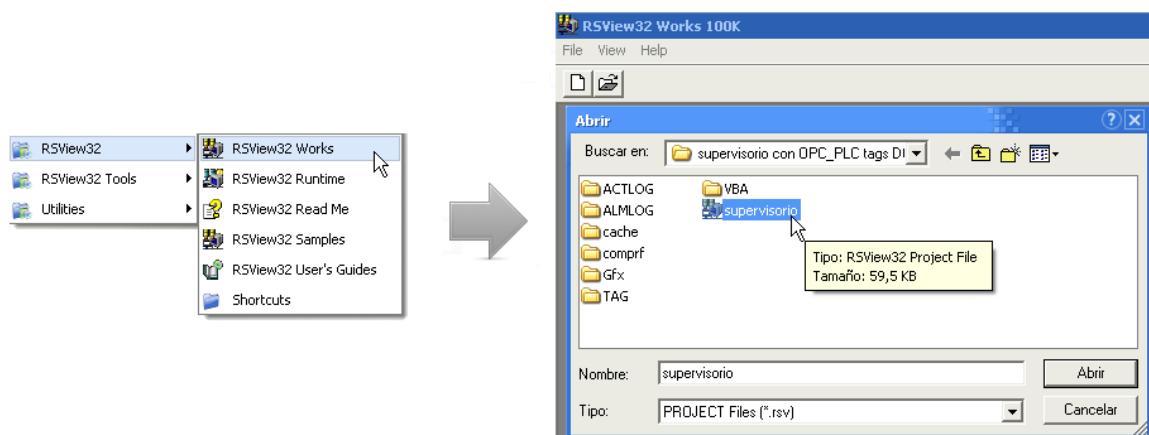 RSView32
RSView32 Tools
Utilities
RSView32 Works
RSView32 Runtime
RSView32 Read Me
RSView32 Samples
RSView32 User's Guides
Shortcuts
RSView32 Works 100K
File View Help
Abrir
Buscar en: supervisorio con OPC_PLC tags
ACTLOG VBA
ALMLOG supervisorio
cache
comprf
Gfx
TAG
Tipo: RSView32 Project File
Tamaño: 59,5 KB
Nombre: supervisorio Abrir
Tipo: PROJECT Files (*.rsv) Cancelar